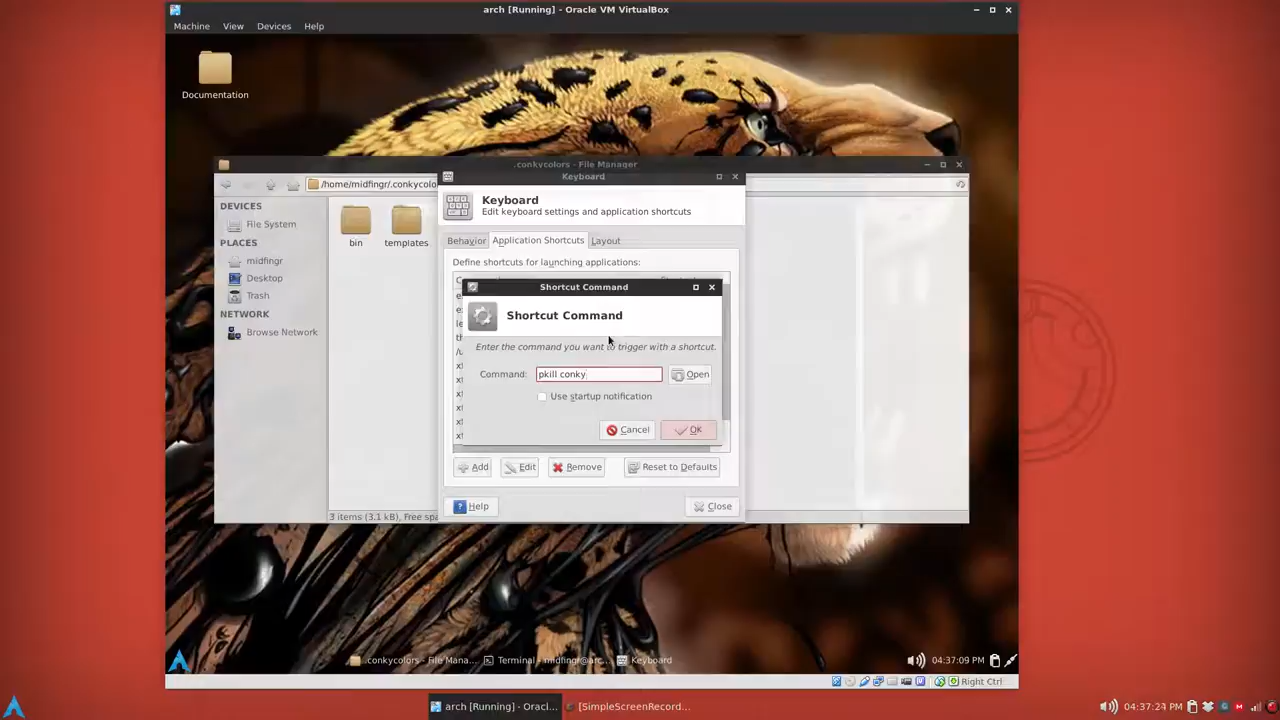 arch [Running] - Oracle VM VirtualBox
Machine View Devices Help
Documentation
.conkycolors - File Manager
/home/midfingr/.conkycolo
DEVICES
File System
PLACES
midfingr
Desktop
Trash
NETWORK
Browse Network
bin
templates
3 items (3.1 kB), Free spa
Keyboard
Keyboard
Edit keyboard settings and application shortcuts
Behavior Application Shortcuts Layout
Define shortcuts for launching applications:
Shortcut Command
Shortcut Command
Enter the command you want to trigger with a shortcut.
Command: pkill conky Open
Use startup notification
Cancel OK
Add Edit Remove Reset to Defaults
? Help Close
.conkycolors - File Mana... Terminal - midfingr@arc... Keyboard
04:37:09 PM
Right Ctrl
arch [Running] - Oracl... [SimpleScreenRecord...
04:37:23 PM